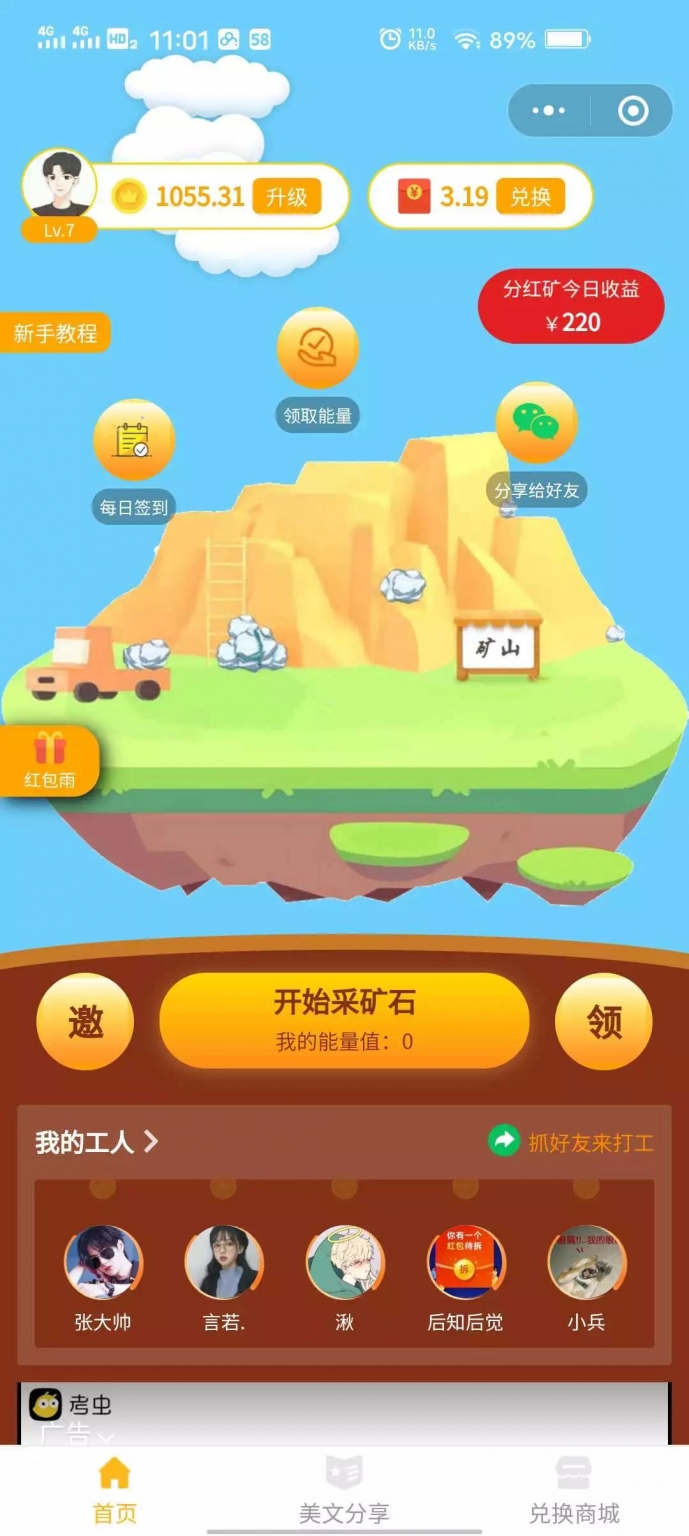 4G 4G HD2 11:01 58 11.0 KB/s 89%
1055.31 升级 3.19 兑换
Lv.7
分红矿今日收益
¥220
新手教程
领取能量
分享给好友
每日签到
矿山
红包雨
邀 开始采矿石 领
我的能量值：0
我的工人 抓好友来打工
你有一个
红包待拆
拆
张大帅 言若. 湫 后知后觉 小兵
考虫
广告
首页 美文分享 兑换商城